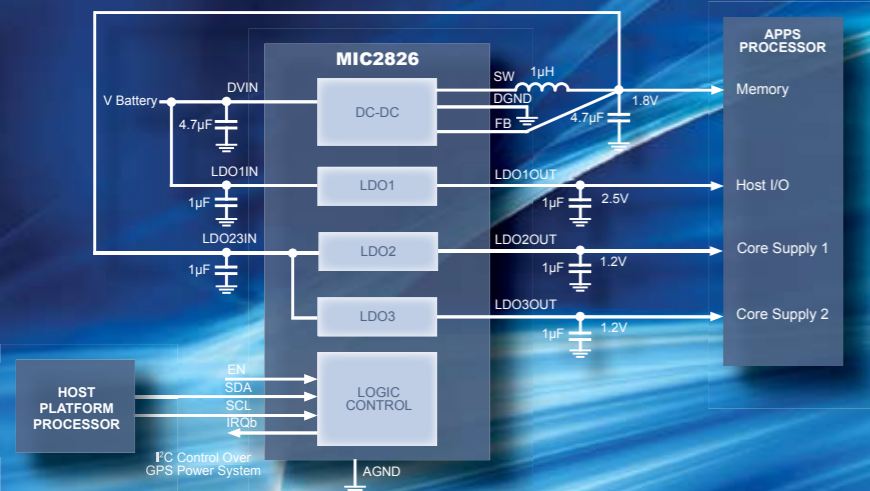 MIC2826
APPS
PROCESSOR
V Battery
DVIN
4.7µF
DC-DC
SW
1µH
DGND
FB
1.8V
4.7µF
Memory
LDO1IN
1µF
LDO1
LDO1OUT
1µF
2.5V
Host I/O
LDO23IN
1µF
LDO2
LDO2OUT
1µF
1.2V
Core Supply 1
LDO3
LDO3OUT
1µF
1.2V
Core Supply 2
HOST
PLATFORM
PROCESSOR
EN
SDA
SCL
IRQb
LOGIC
CONTROL
I²C Control Over
GPS Power System
AGND